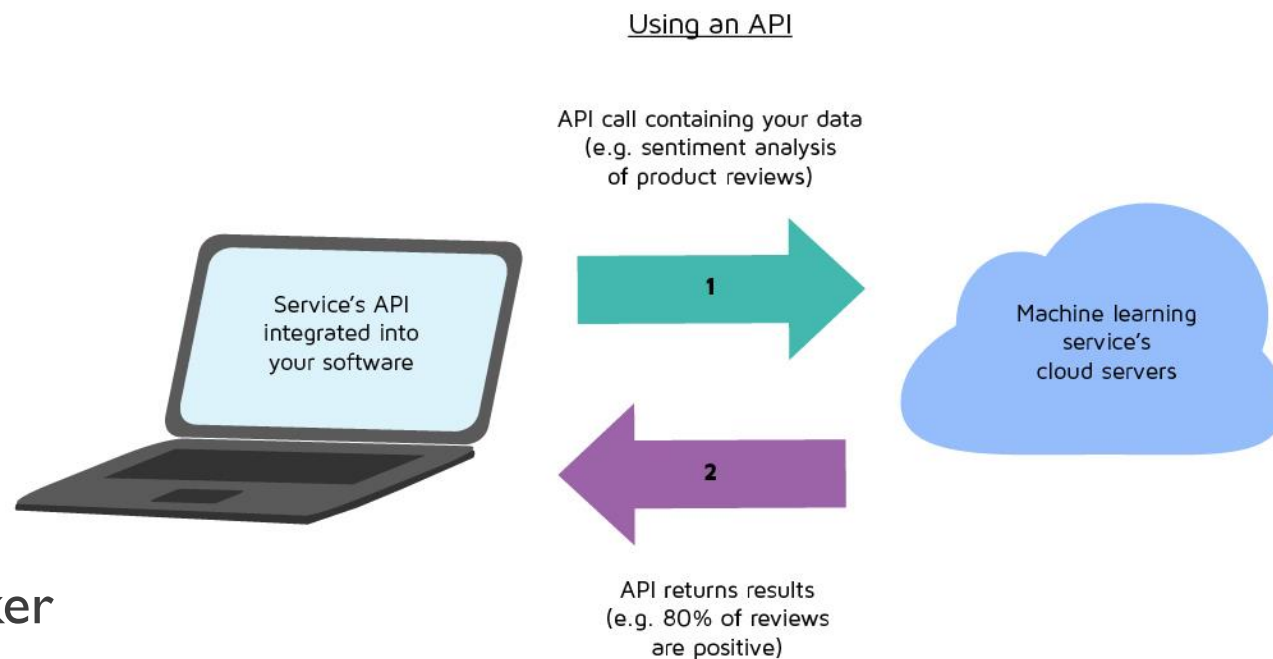 Using an API
API call containing your data
(e.g. sentiment analysis
of product reviews)
Service's API
integrated into
your software
1
Machine learning
service's
cloud servers
2
API returns results
(e.g. 80% of reviews
are positive)